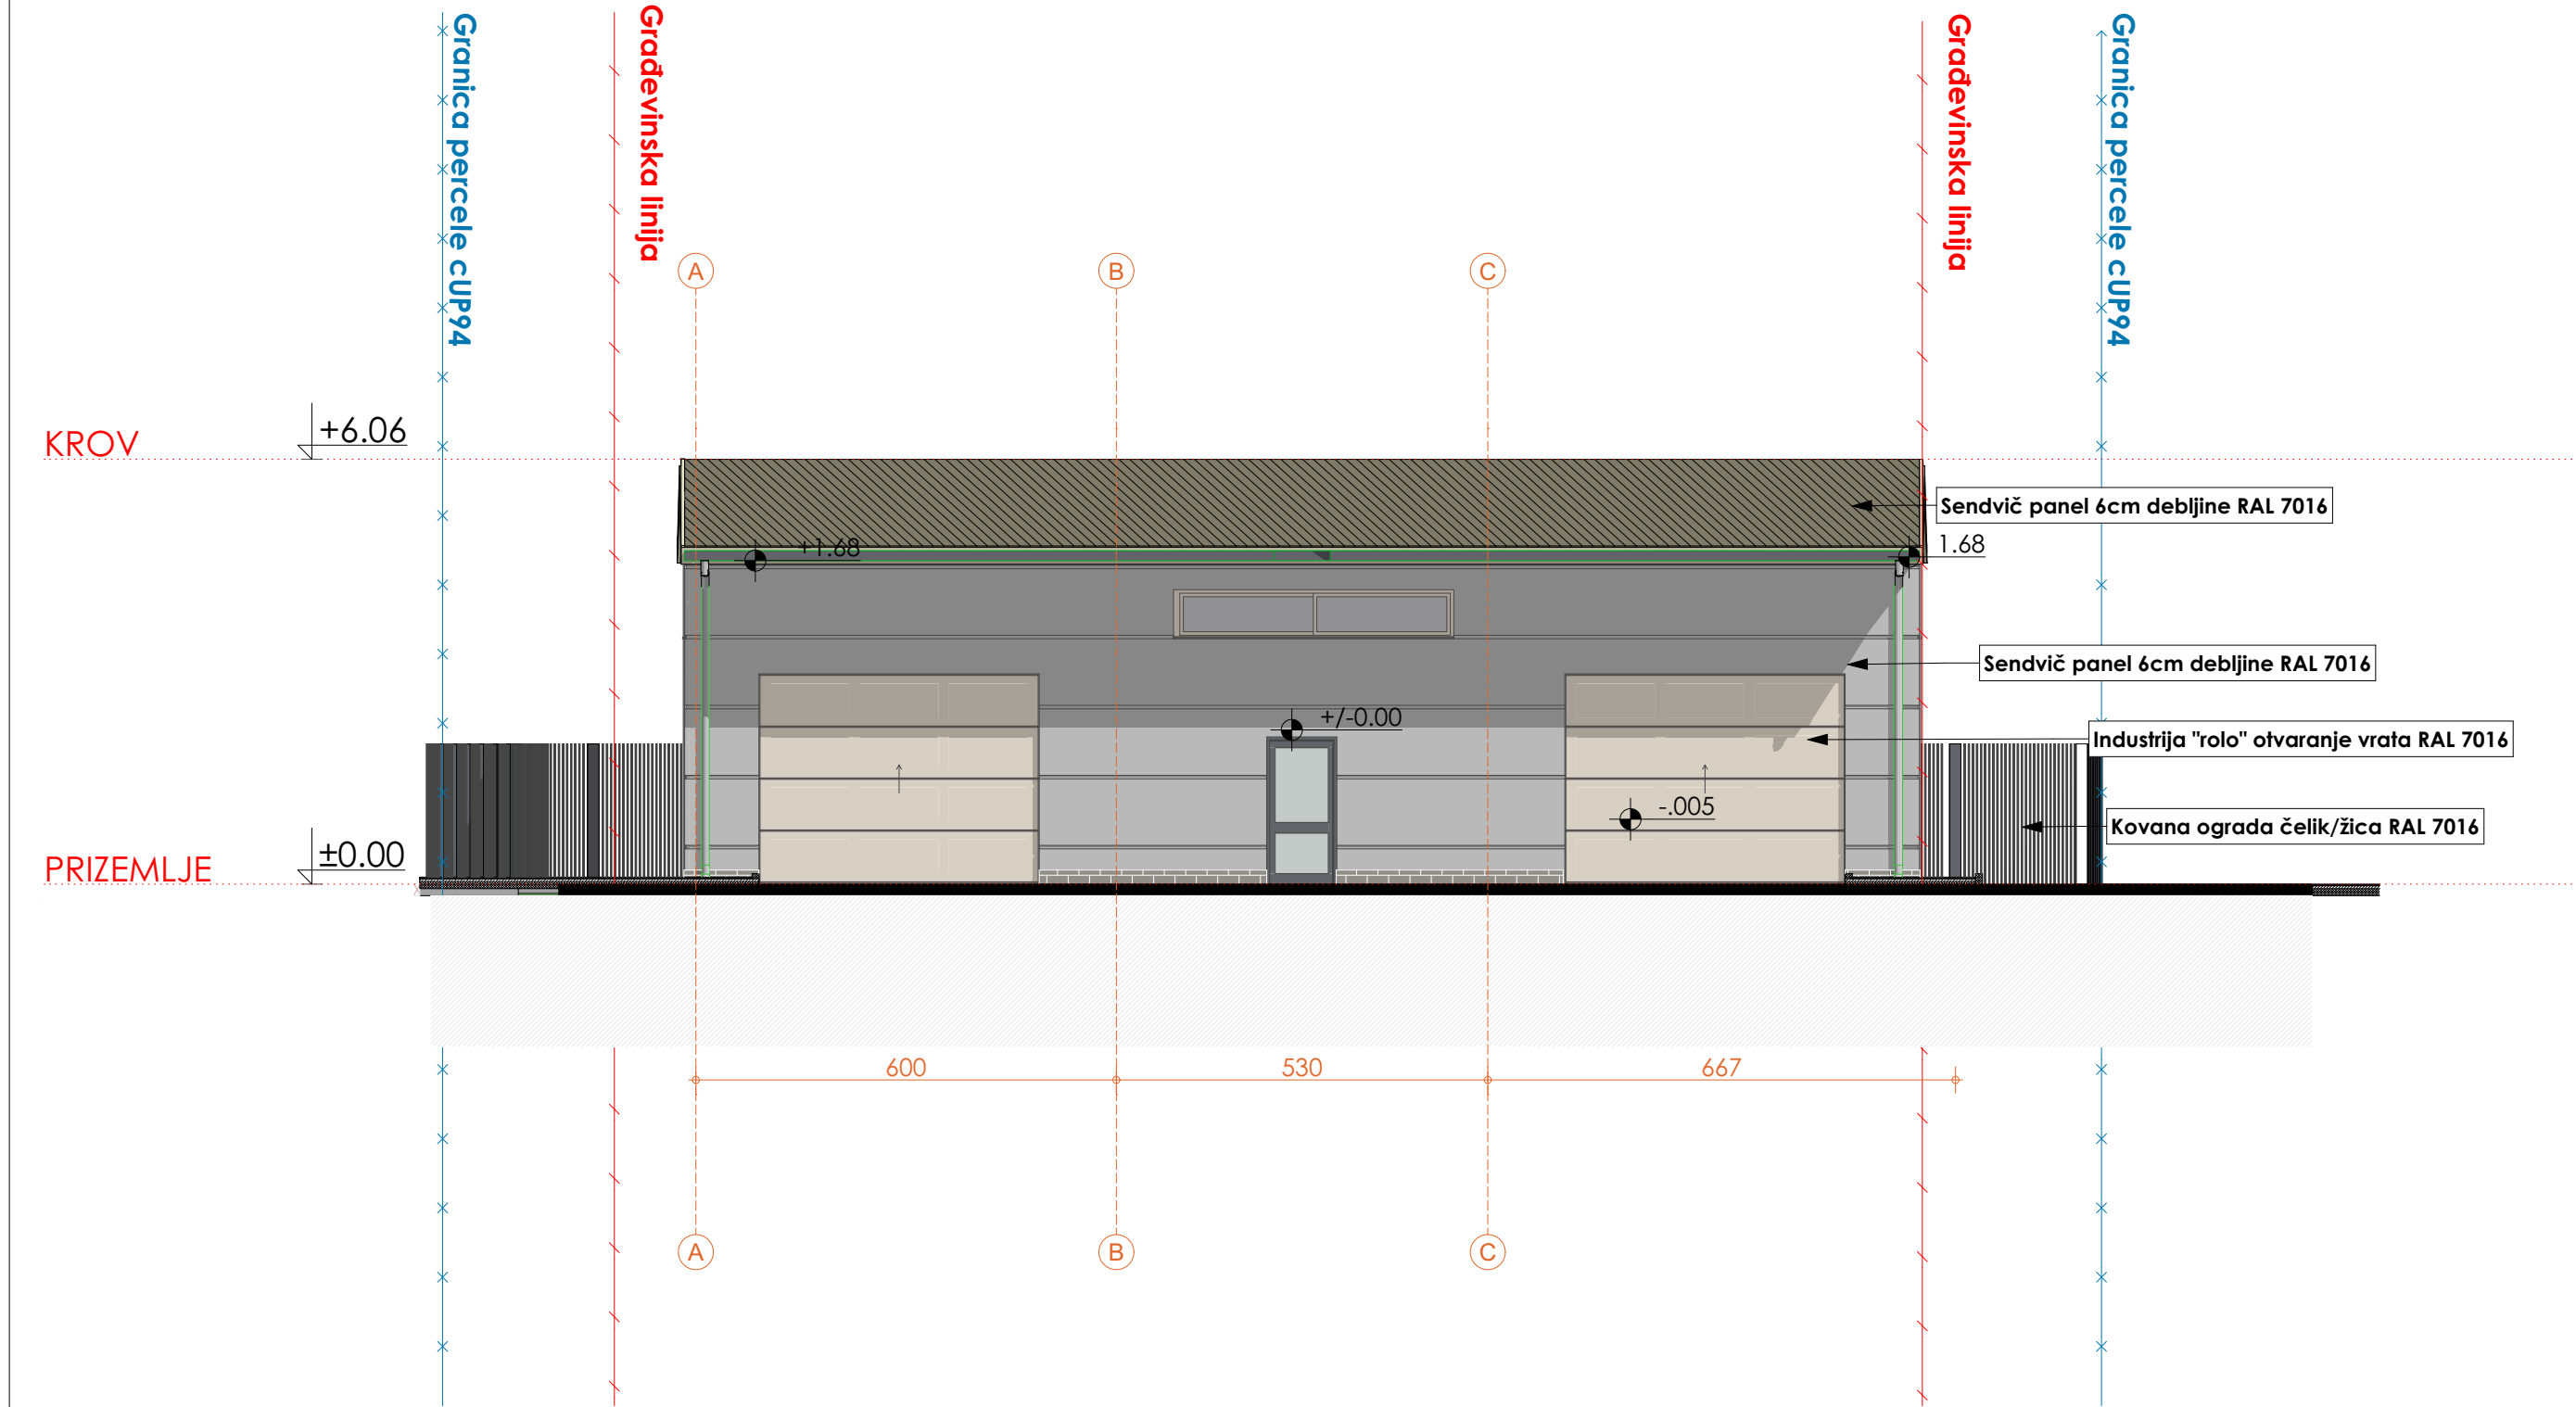 Granica percele cUP94
Građevinska linija
Građevinska linija
Granica percele cUP94
A
B
C
KROV
+6.06
Sendvič panel 6cm debljine RAL 7016
+1.68
1.68
Sendvič panel 6cm debljine RAL 7016
+/-0.00
Industrija "rolo" otvaranje vrata RAL 7016
-.005
Kovana ograda čelik/žica RAL 7016
PRIZEMLJE
±0.00
600
530
667
A
B
C